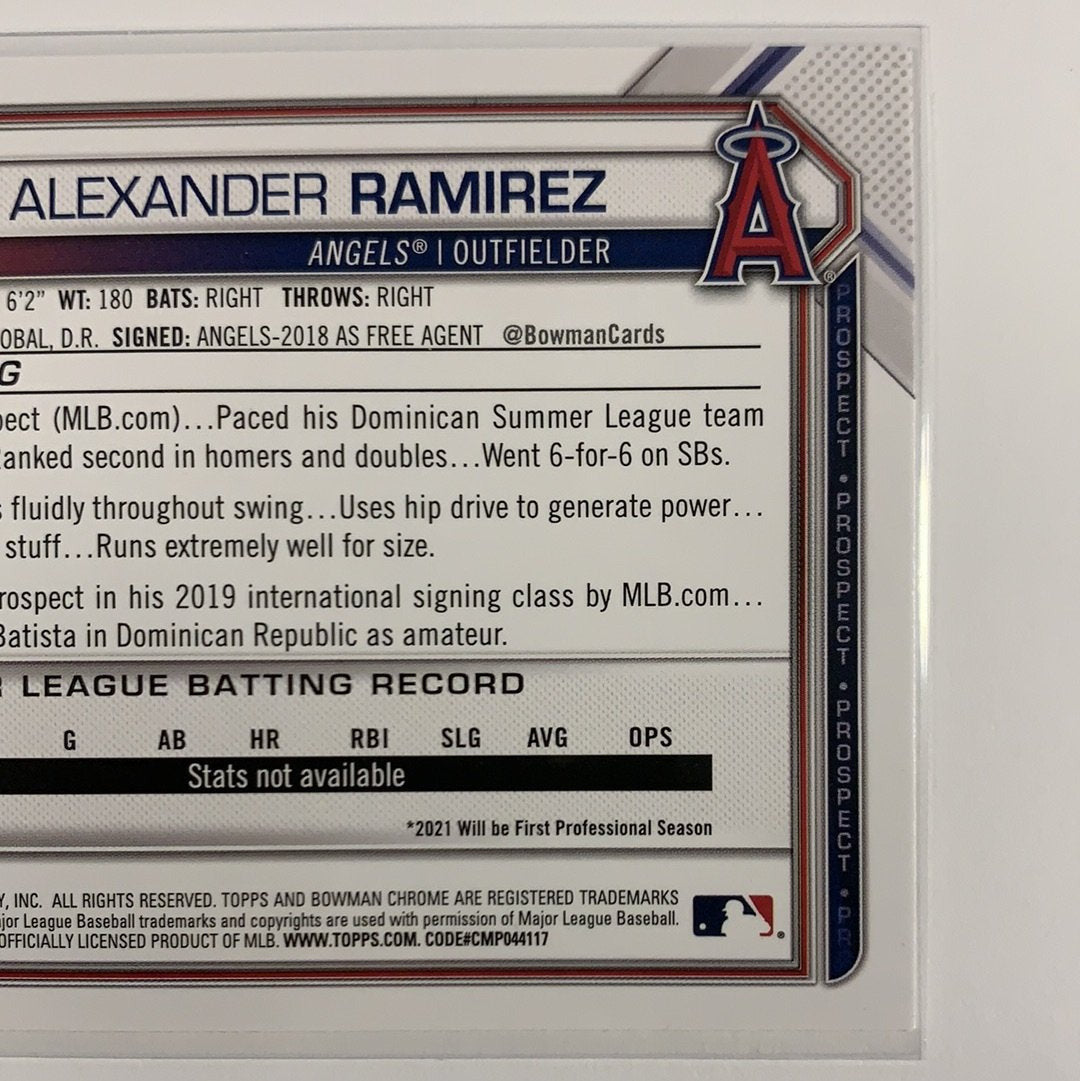 ALEXANDER RAMIREZ
ANGELS® | OUTFIELDER
6'2” WT: 180 BATS: RIGHT THROWS: RIGHT
OBAL, D.R. SIGNED: ANGELS-2018 AS FREE AGENT @BowmanCards
G
ect (MLB.com)...Paced his Dominican Summer League team
anked second in homers and doubles...Went 6-for-6 on SBs.
s fluidly throughout swing...Uses hip drive to generate power...
stuff...Runs extremely well for size.
rospect in his 2019 international signing class by MLB.com...
Batista in Dominican Republic as amateur.
R LEAGUE BATTING RECORD
G AB HR RBI SLG AVG OPS
Stats not available
*2021 Will be First Professional Season
Y, INC. ALL RIGHTS RESERVED. TOPPS AND BOWMAN CHROME ARE REGISTERED TRADEMARKS
jor League Baseball trademarks and copyrights are used with permission of Major League Baseball.
OFFICIALLY LICENSED PRODUCT OF MLB. WWW.TOPPS.COM. CODE#CMP044117
A
®
PROSPECT • PROSPECT • PROSPECT • PR
®